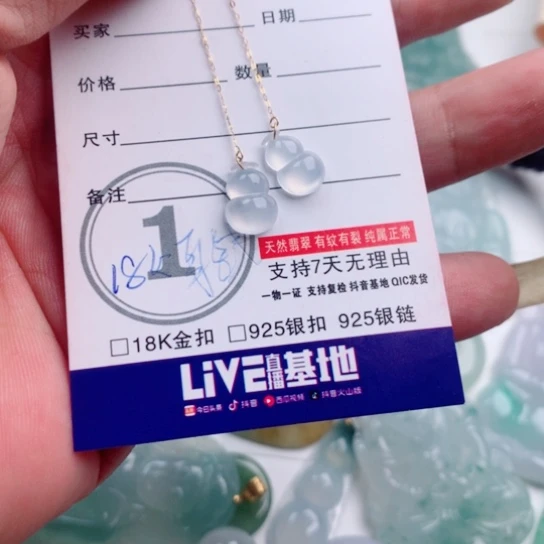 买家 日期
价格 数量
尺寸
备注
1
18K
天然翡翠 有纹有裂 纯属正常
支持7天无理由
一物一证 支持复检 抖音基地 QIC发货
□18K金扣 □925银扣 925银链
LiVE直播基地
今日头条 抖音 西瓜视频 抖音火山版